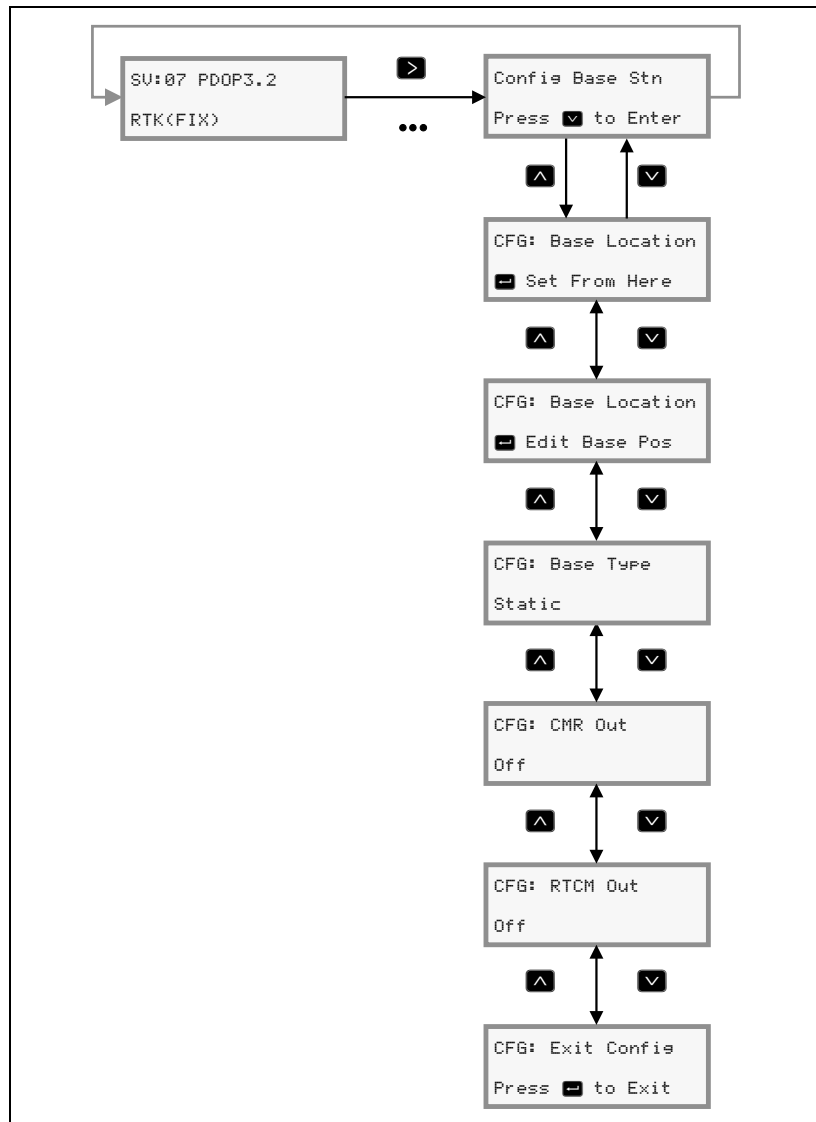 SV:07 PDOP3.2
RTK(FIX)
Config Base Stn
Press to Enter
CFG: Base Location
Set From Here
CFG: Base Location
Edit Base Pos
CFG: Base Type
Static
CFG: CMR Out
Off
CFG: RTCM Out
Off
CFG: Exit Config
Press to Exit